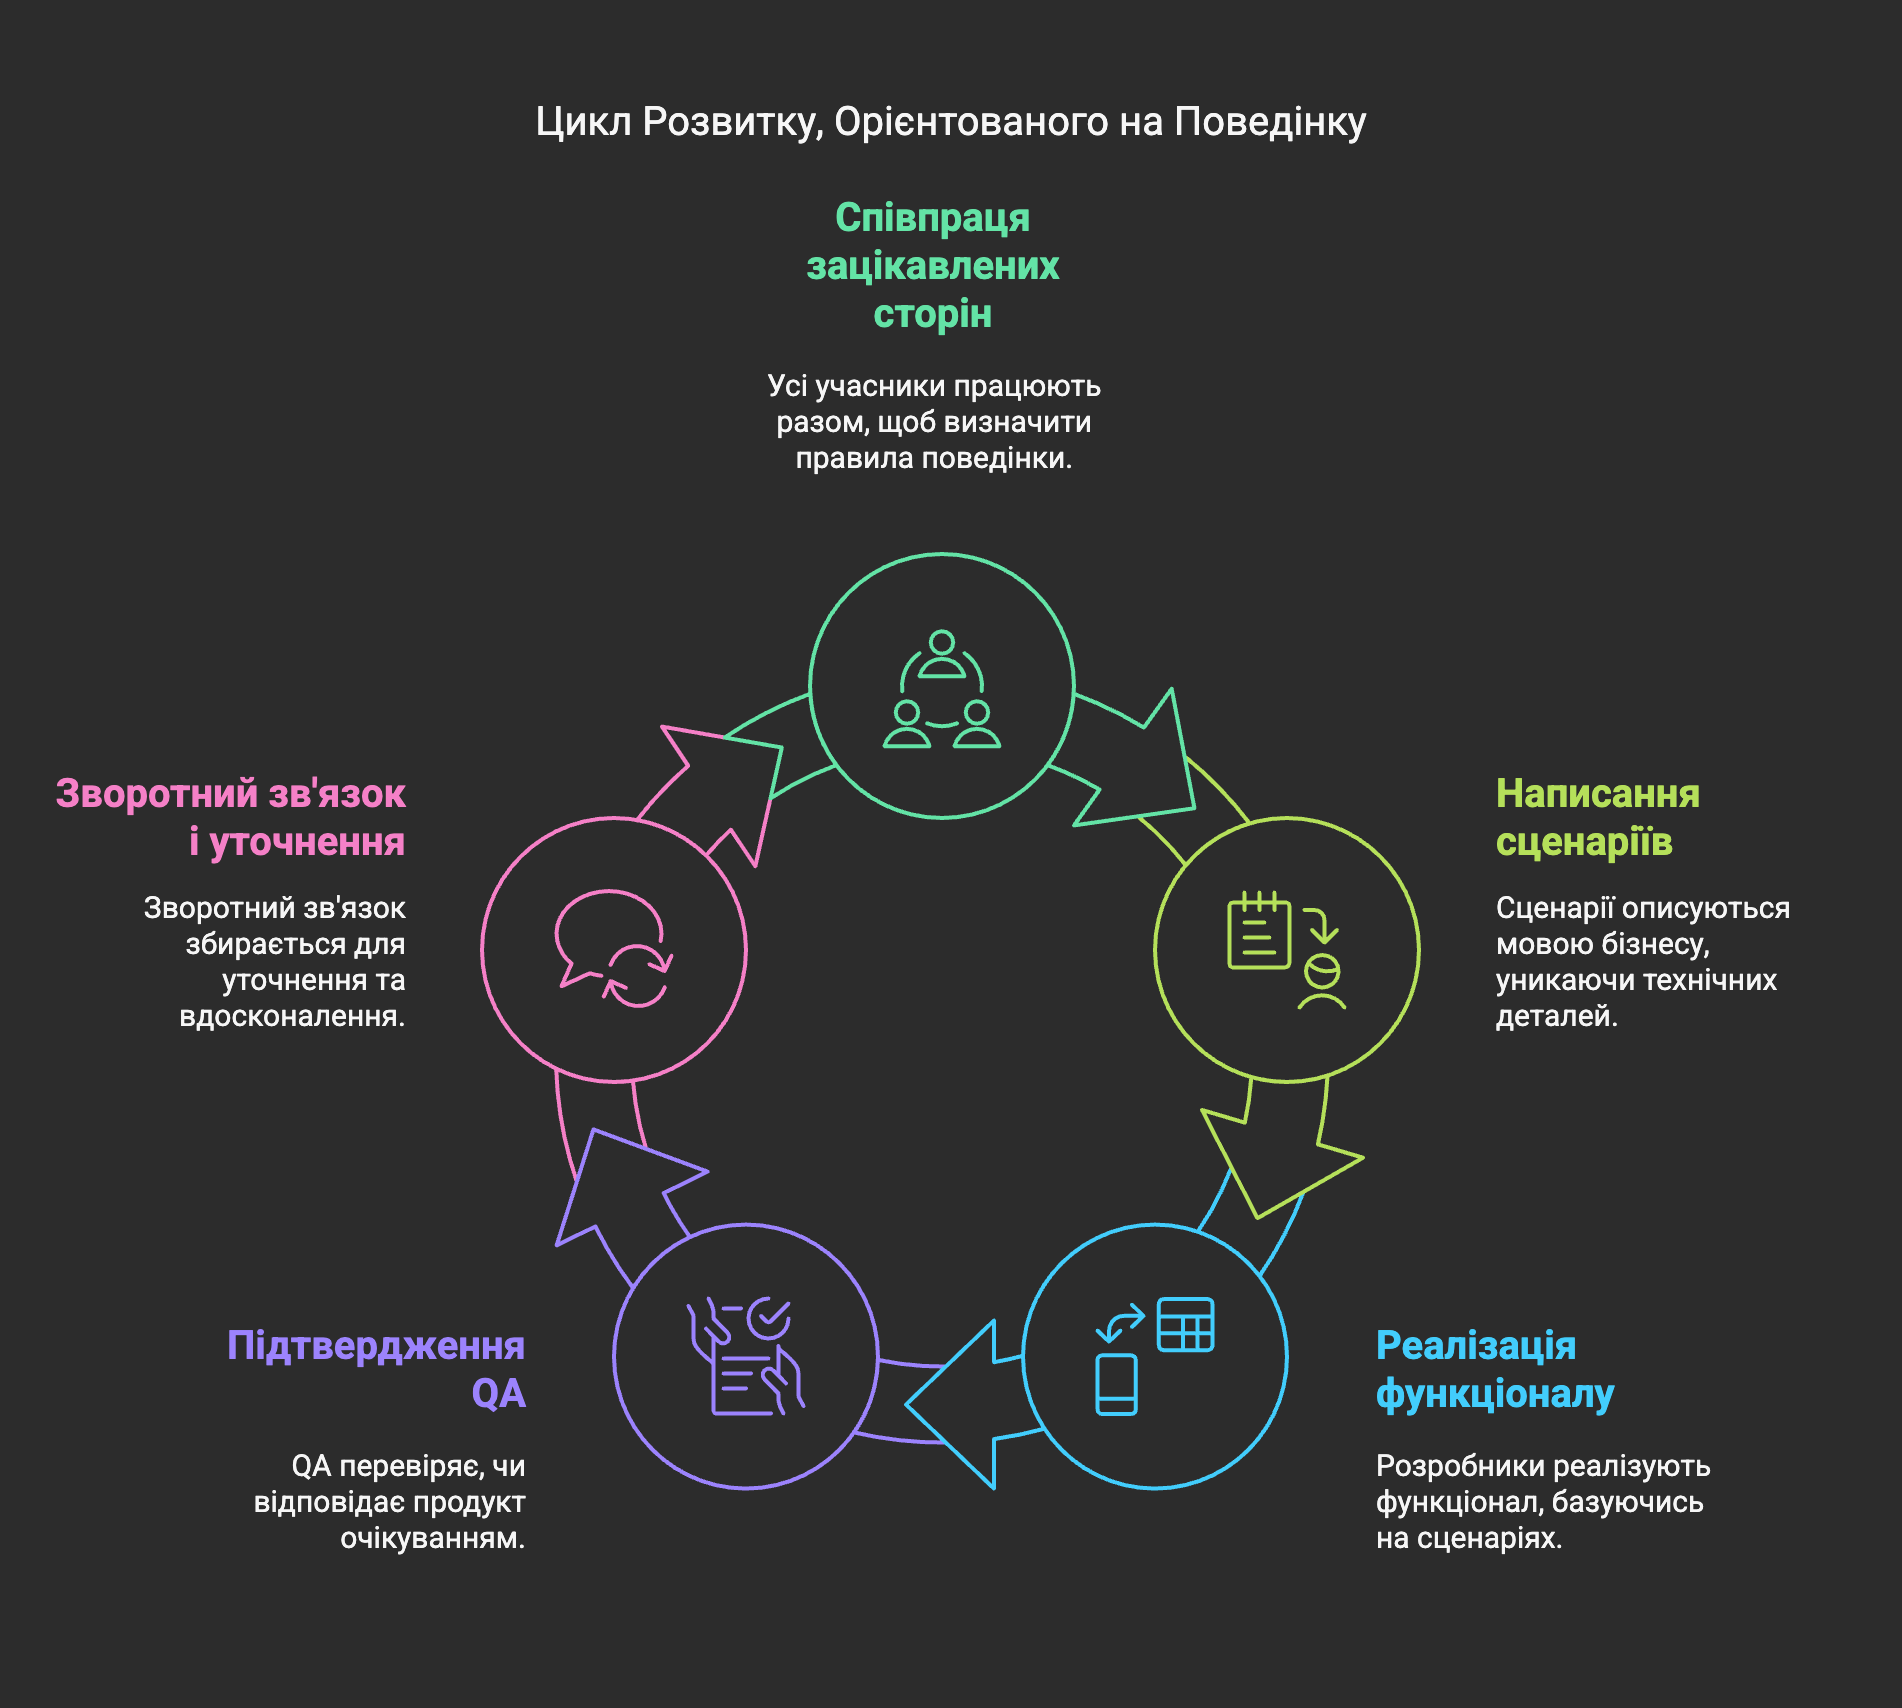 Цикл Розвитку, Орієнтованого на Поведінку
Співпраця
зацікавлених
сторін
Усі учасники працюють
разом, щоб визначити
правила поведінки.
Написання
сценаріїв
Сценарії описуються
мовою бізнесу,
уникаючи технічних
деталей.
Реалізація
функціоналу
Розробники реалізують
функціонал, базуючись
на сценаріях.
Підтвердження
QA
QA перевіряє, чи
відповідає продукт
очікуванням.
Зворотний зв'язок
і уточнення
Зворотний зв'язок
збирається для
уточнення та
вдосконалення.